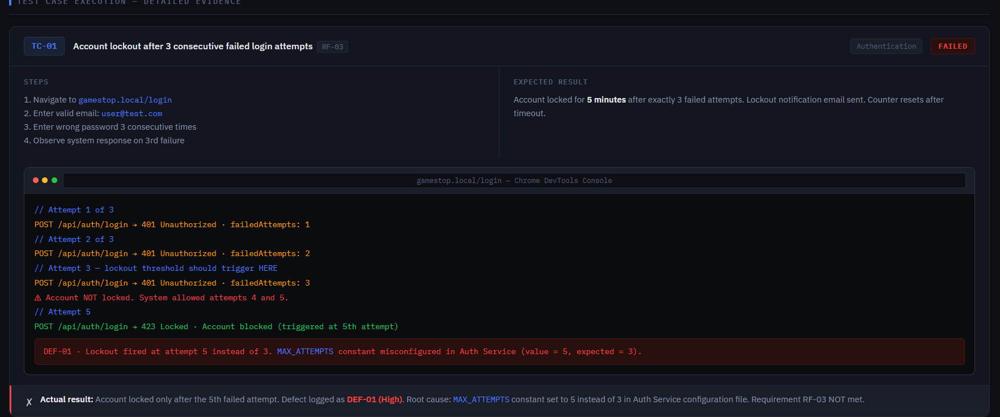 TEST CASE EXECUTION — DETAILED EVIDENCE
TC-01 Account lockout after 3 consecutive failed login attempts RF-03 Authentication FAILED
STEPS
1. Navigate to gamestop.local/login
2. Enter valid email: user@test.com
3. Enter wrong password 3 consecutive times
4. Observe system response on 3rd failure
EXPECTED RESULT
Account locked for 5 minutes after exactly 3 failed attempts. Lockout notification email sent. Counter resets after
timeout.
gamestop.local/login — Chrome DevTools Console
// Attempt 1 of 3
POST /api/auth/login → 401 Unauthorized · failedAttempts: 1
// Attempt 2 of 3
POST /api/auth/login → 401 Unauthorized · failedAttempts: 2
// Attempt 3 — lockout threshold should trigger HERE
POST /api/auth/login → 401 Unauthorized · failedAttempts: 3
⚠ Account NOT locked. System allowed attempts 4 and 5.
// Attempt 5
POST /api/auth/login → 423 Locked · Account blocked (triggered at 5th attempt)
DEF-01 · Lockout fired at attempt 5 instead of 3. MAX_ATTEMPTS constant misconfigured in Auth Service (value = 5, expected = 3).
✗ Actual result: Account locked only after the 5th failed attempt. Defect logged as DEF-01 (High). Root cause: MAX_ATTEMPTS constant set to 5 instead of 3 in Auth Service configuration file. Requirement RF-03 NOT met.